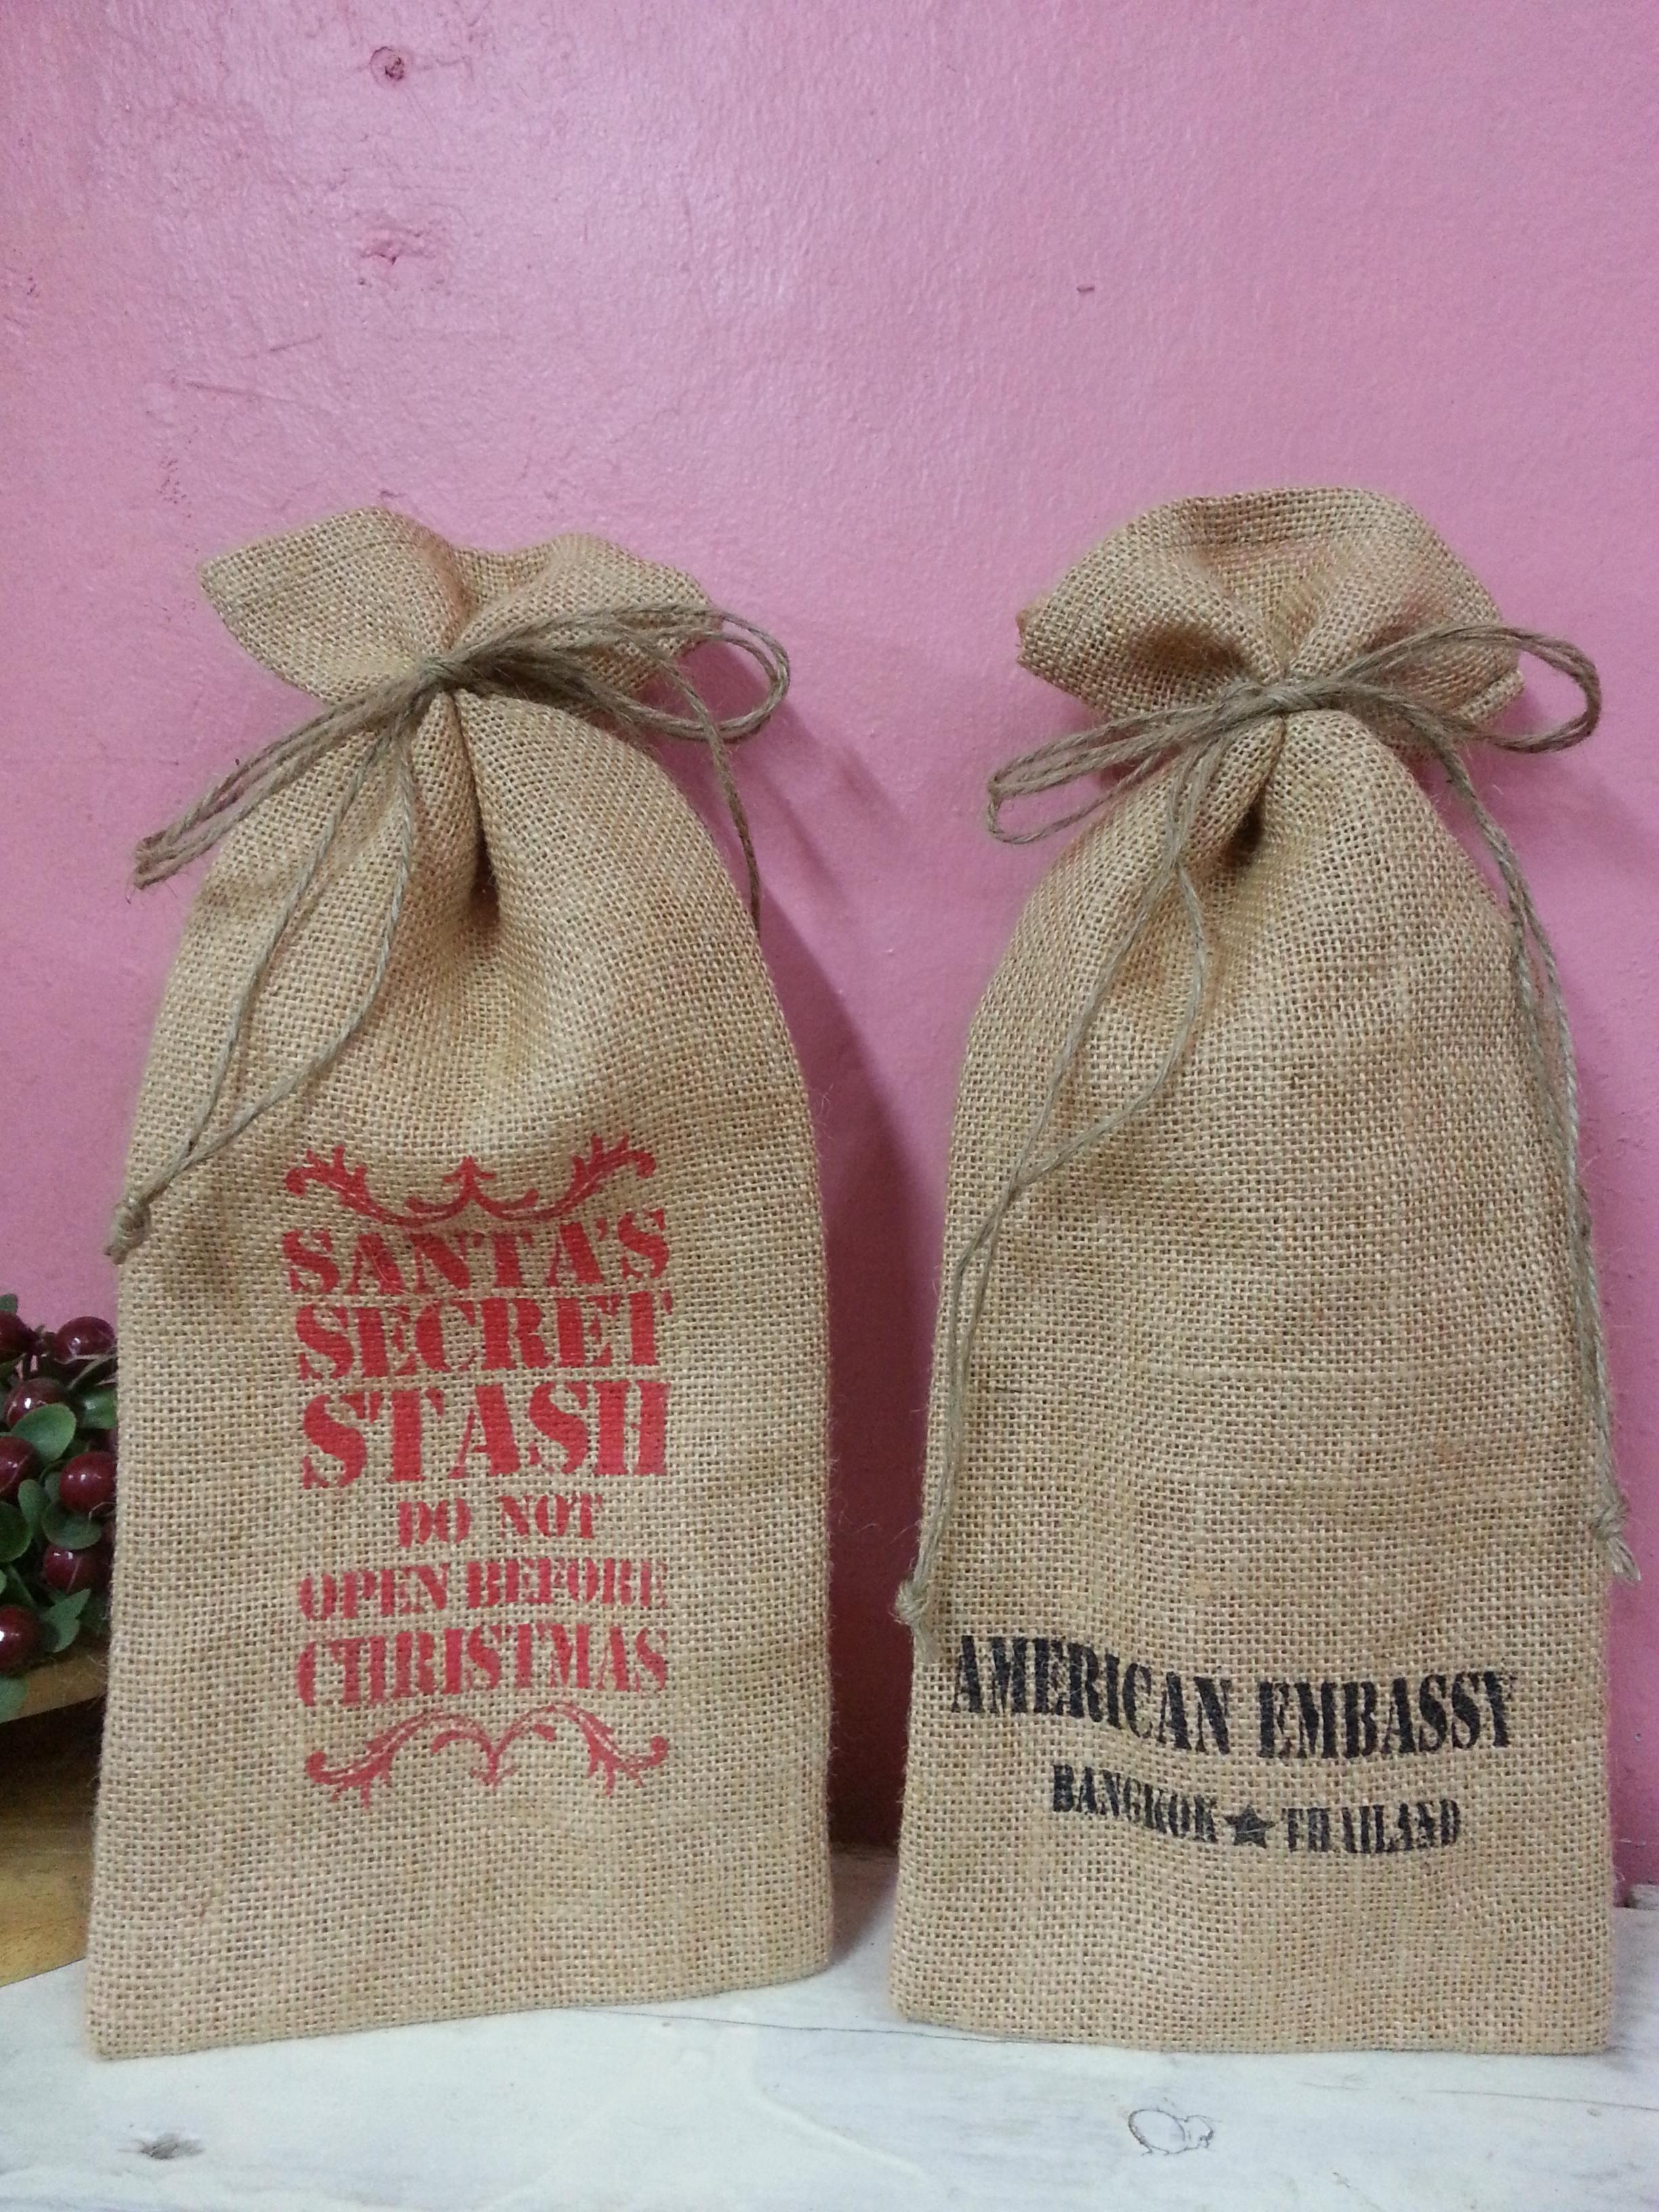 SANTA'S
SECRET
STASH
DO NOT
OPEN BEFORE
CHRISTMAS
AMERICAN EMBASSY
BANGKOK★THAILAND